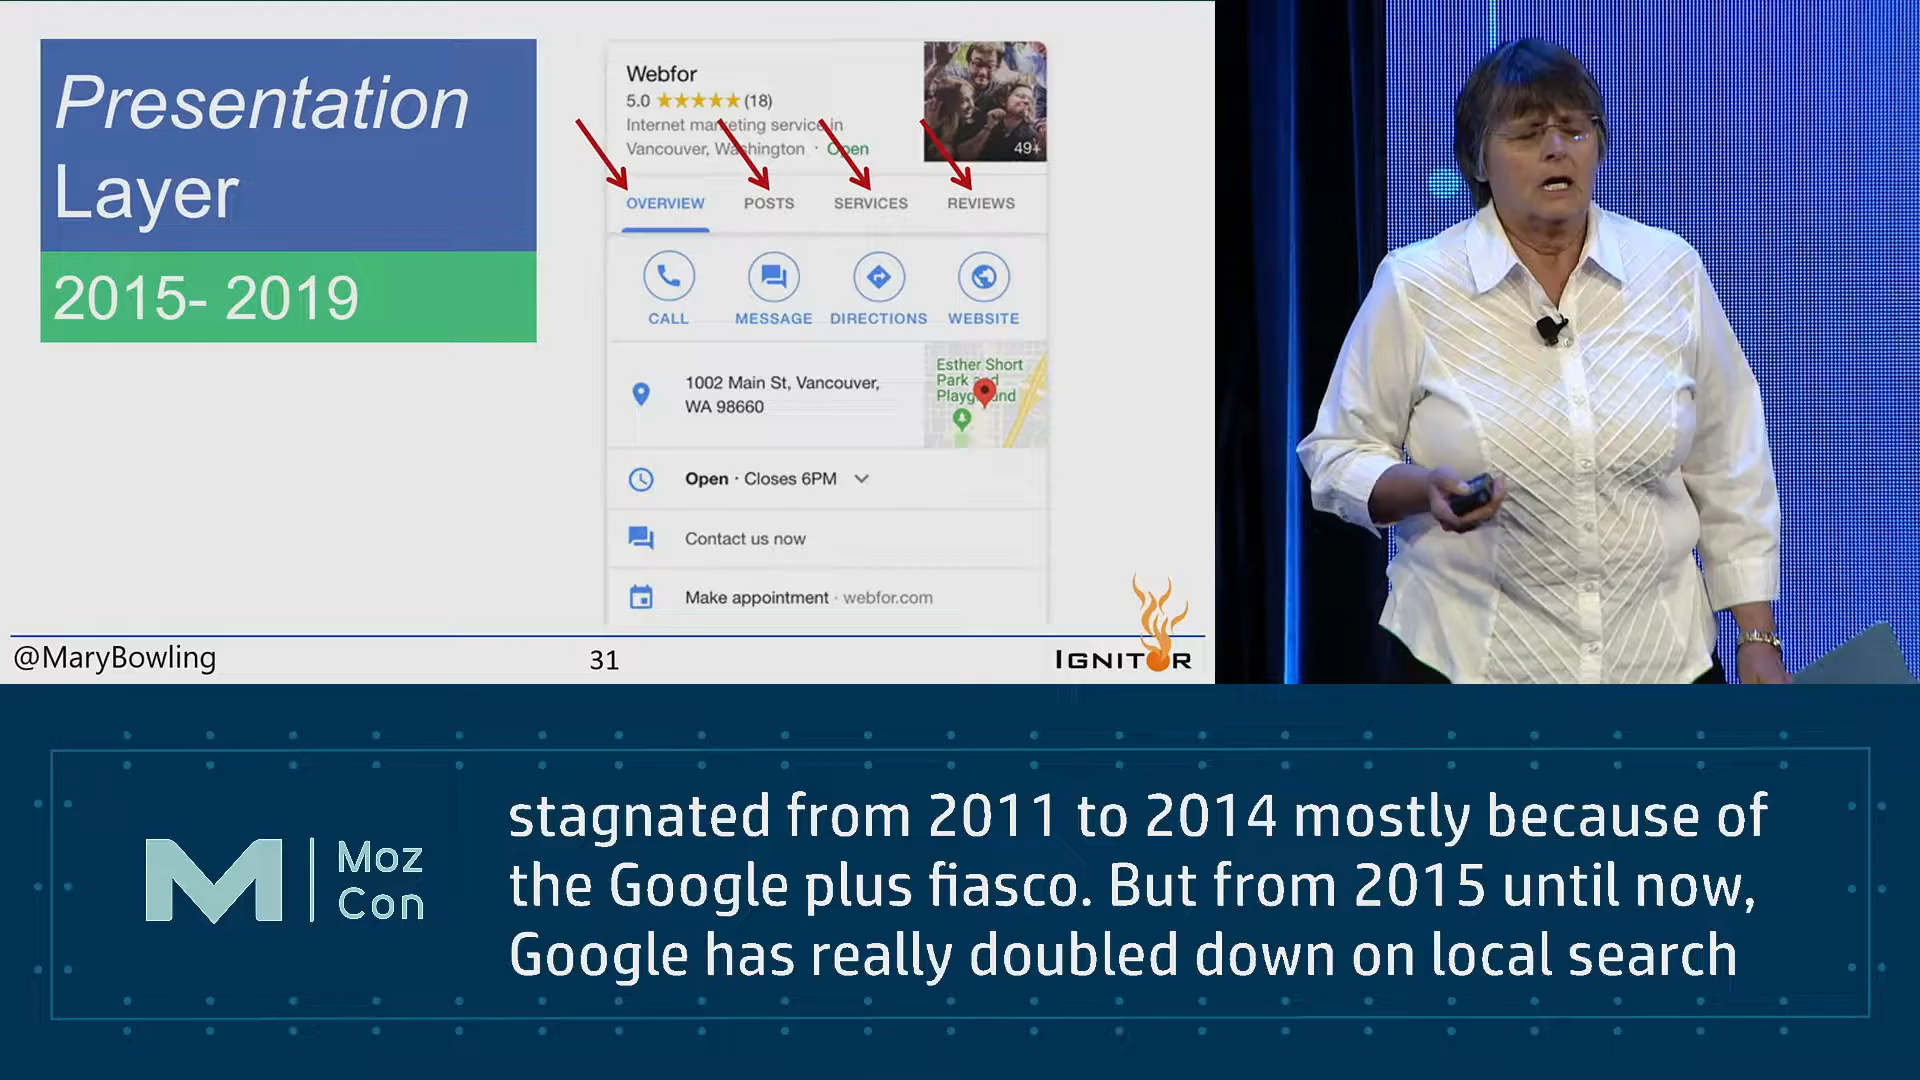 Presentation
Layer
2015- 2019
Webfor
5.0 ★★★★★ (18)
Internet marketing service in
Vancouver, Washington · Open
49+
OVERVIEW POSTS SERVICES REVIEWS
CALL MESSAGE DIRECTIONS WEBSITE
1002 Main St, Vancouver,
WA 98660
Esther Short
Park and
Playground
Open · Closes 6PM
Contact us now
Make appointment · webfor.com
@MaryBowling
31
IGNITOR
Moz
Con
stagnated from 2011 to 2014 mostly because of
the Google plus fiasco. But from 2015 until now,
Google has really doubled down on local search